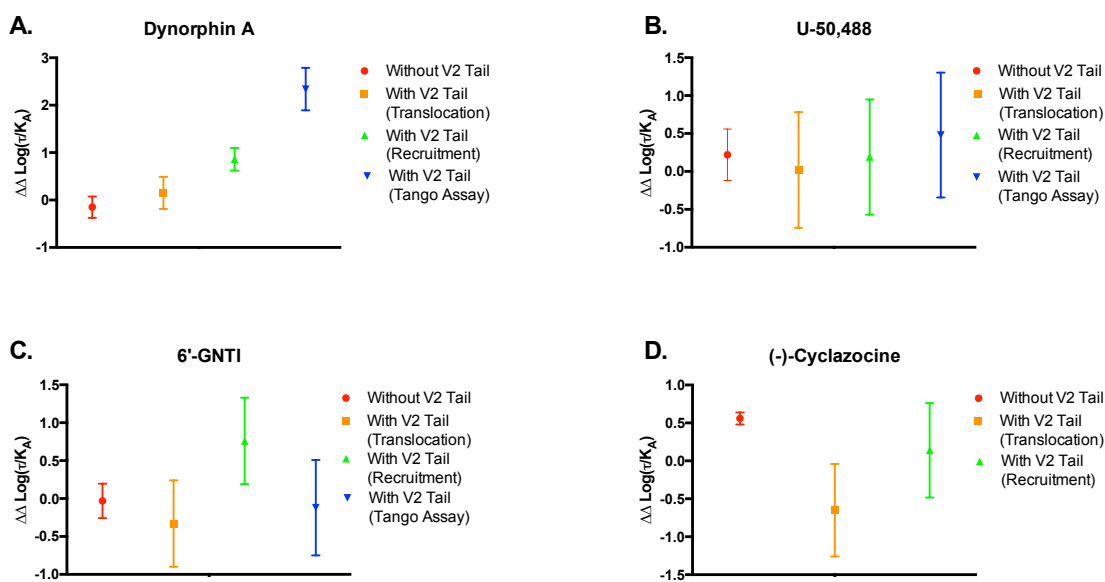 A.
Dynorphin A
ΔΔ Log(τ/KA)
3
2
1
0
-1
Without V2 Tail
With V2 Tail
(Translocation)
With V2 Tail
(Recruitment)
With V2 Tail
(Tango Assay)
B.
U-50,488
ΔΔ Log(τ/KA)
1.5
1.0
0.5
0.0
-0.5
-1.0
Without V2 Tail
With V2 Tail
(Translocation)
With V2 Tail
(Recruitment)
With V2 Tail
(Tango Assay)
C.
6'-GNTI
ΔΔ Log(τ/KA)
1.5
1.0
0.5
0.0
-0.5
-1.0
Without V2 Tail
With V2 Tail
(Translocation)
With V2 Tail
(Recruitment)
With V2 Tail
(Tango Assay)
D.
(-)-Cyclazocine
ΔΔ Log(τ/KA)
1.0
0.5
0.0
-0.5
-1.0
-1.5
Without V2 Tail
With V2 Tail
(Translocation)
With V2 Tail
(Recruitment)